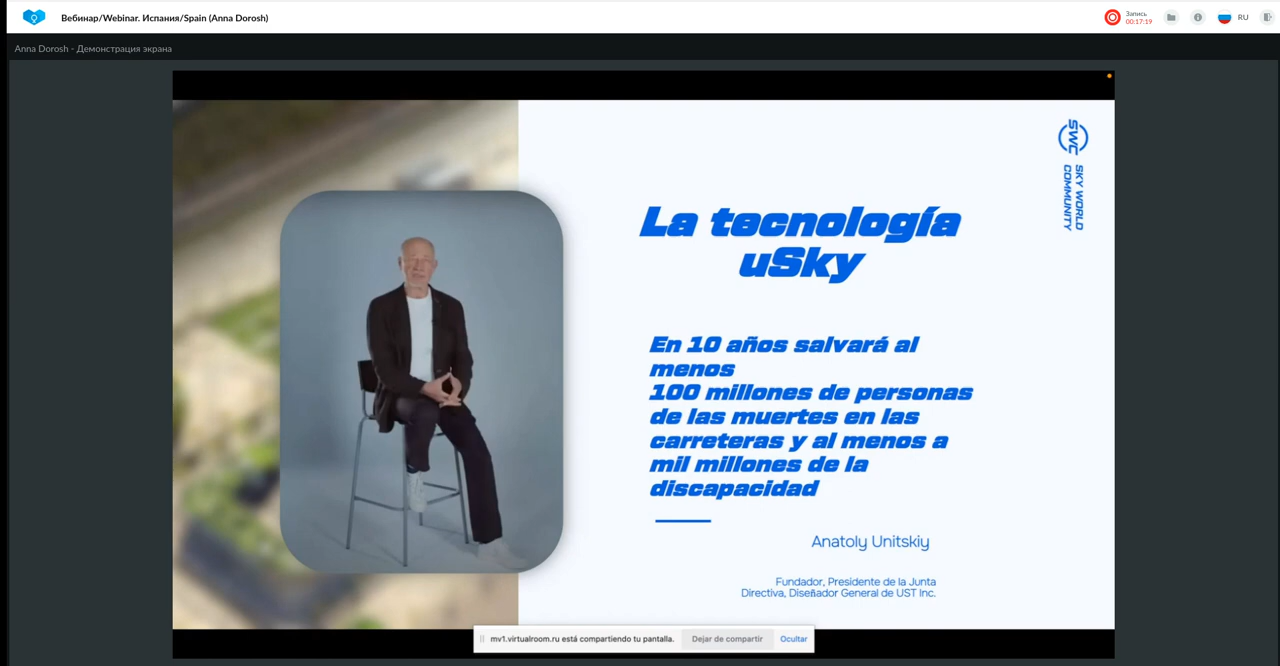 Вебинар/Webinar. Испания/Spain (Anna Dorosh)
Запись
00:17:19
RU
Anna Dorosh - Демонстрация экрана
SWC
SKY WORLD
COMMUNITY
La tecnología
uSky
En 10 años salvará al
menos
100 millones de personas
de las muertes en las
carreteras y al menos a
mil millones de la
discapacidad
Anatoly Unitskiy
Fundador, Presidente de la Junta
Directiva, Diseñador General de UST Inc.
mv1.virtualroom.ru está compartiendo tu pantalla.
Dejar de compartir
Ocultar